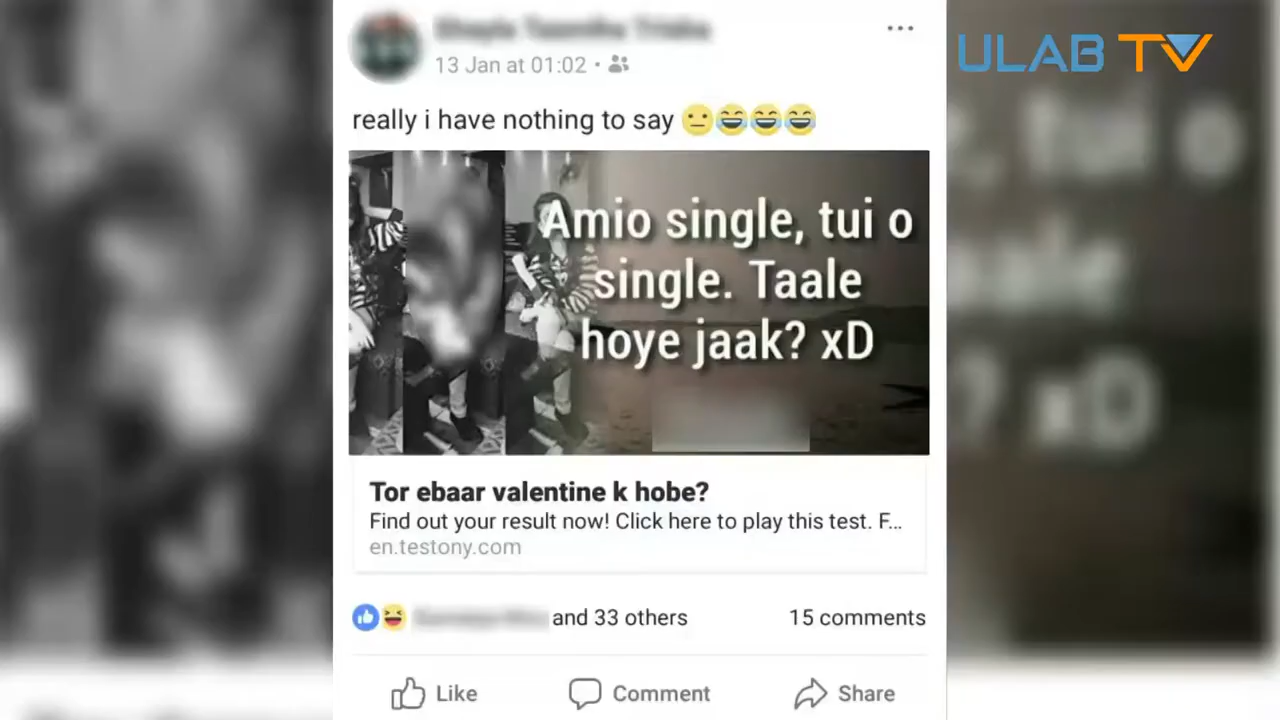 ULAB TV
13 Jan at 01:02
really i have nothing to say 😐😂😂😂
Amio single, tui o
single. Taale
hoye jaak? xD
Tor ebaar valentine k hobe?
Find out your result now! Click here to play this test. F...
en.testony.com
and 33 others
15 comments
Like
Comment
Share